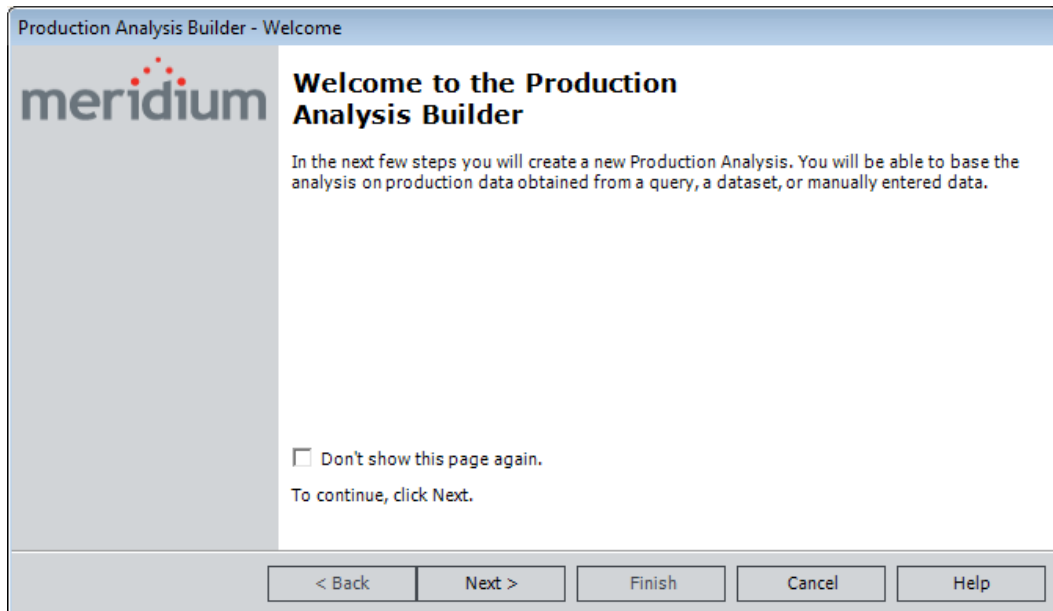 Production Analysis Builder - Welcome
meridium
Welcome to the Production
Analysis Builder
In the next few steps you will create a new Production Analysis. You will be able to base the
analysis on production data obtained from a query, a dataset, or manually entered data.
Don't show this page again.
To continue, click Next.
< Back Next > Finish Cancel Help